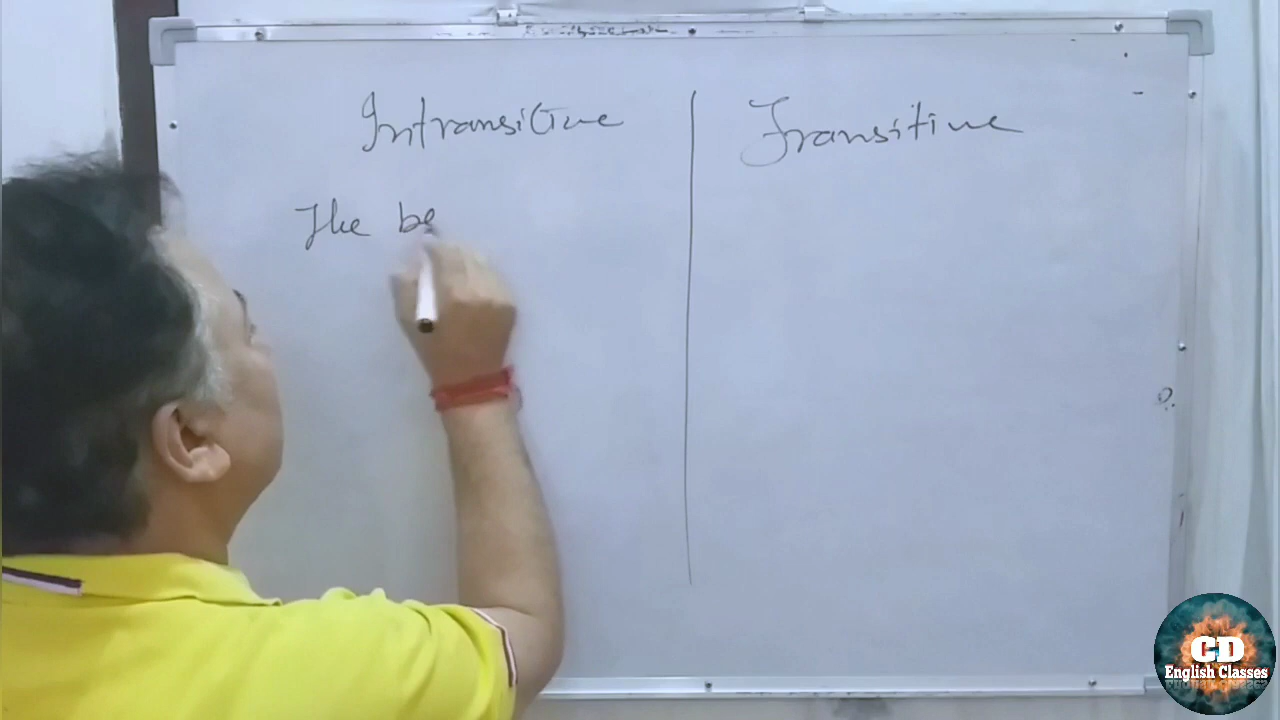 Intransitive
Transitive
The be
CD
English Classes